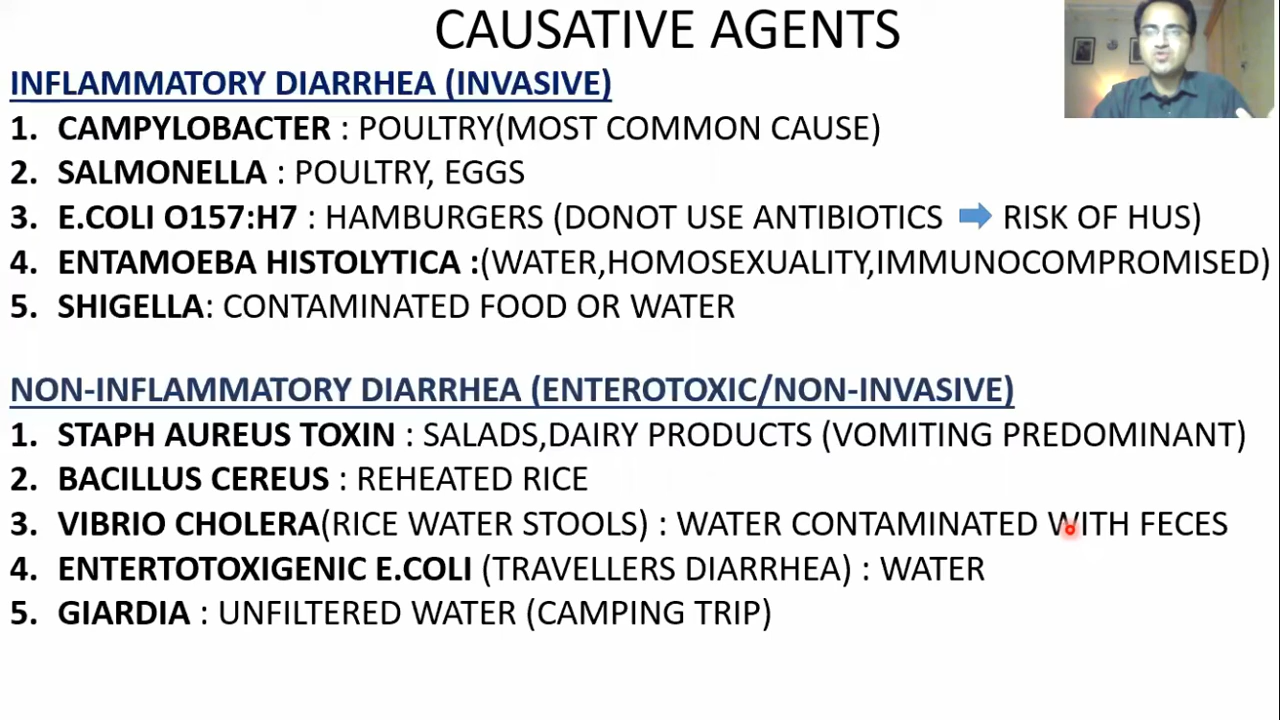 CAUSATIVE AGENTS
INFLAMMATORY DIARRHEA (INVASIVE)
1. CAMPYLOBACTER : POULTRY(MOST COMMON CAUSE)
2. SALMONELLA : POULTRY, EGGS
3. E.COLI O157:H7 : HAMBURGERS (DONOT USE ANTIBIOTICS ➡ RISK OF HUS)
4. ENTAMOEBA HISTOLYTICA :(WATER,HOMOSEXUALITY,IMMUNOCOMPROMISED)
5. SHIGELLA: CONTAMINATED FOOD OR WATER
NON-INFLAMMATORY DIARRHEA (ENTEROTOXIC/NON-INVASIVE)
1. STAPH AUREUS TOXIN : SALADS,DAIRY PRODUCTS (VOMITING PREDOMINANT)
2. BACILLUS CEREUS : REHEATED RICE
3. VIBRIO CHOLERA(RICE WATER STOOLS) : WATER CONTAMINATED WITH FECES
4. ENTERTOTOXIGENIC E.COLI (TRAVELLERS DIARRHEA) : WATER
5. GIARDIA : UNFILTERED WATER (CAMPING TRIP)